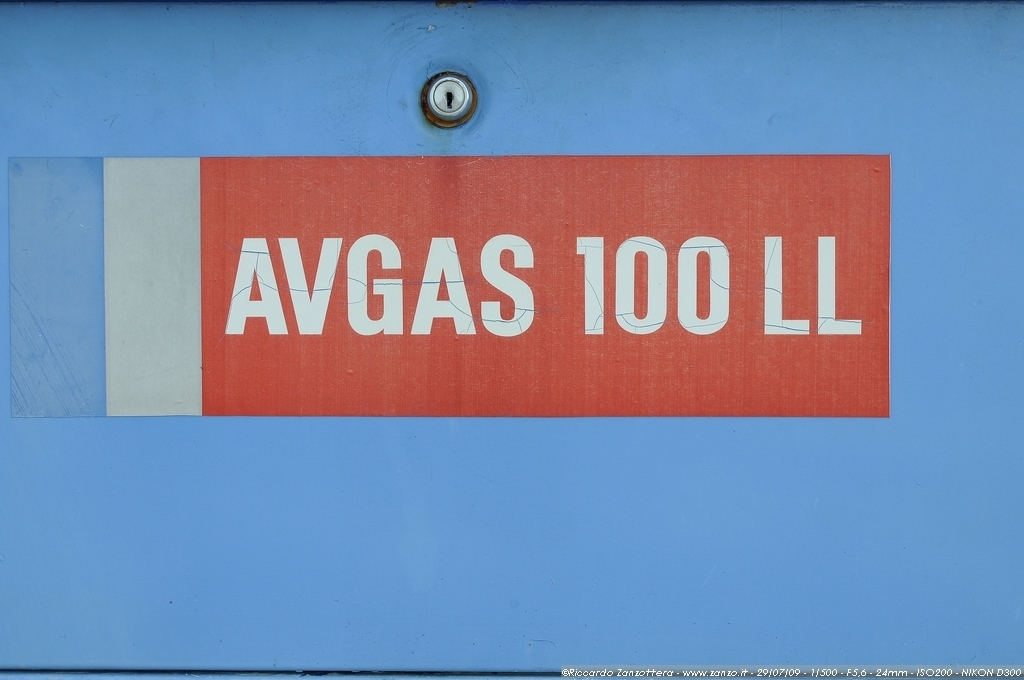 AVGAS 100 LL
©Riccardo Zanzottera - www.zanzo.it - 29/07/09 - 1/500 - F5,6 - 24mm - ISO200 - NIKON D300